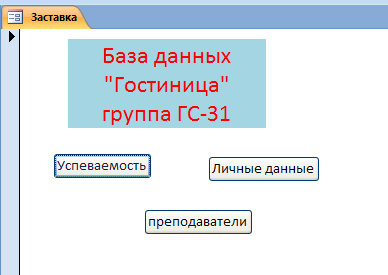 Заставка
База данных
"Гостиница"
группа ГС-31
Успеваемость
Личные данные
преподаватели